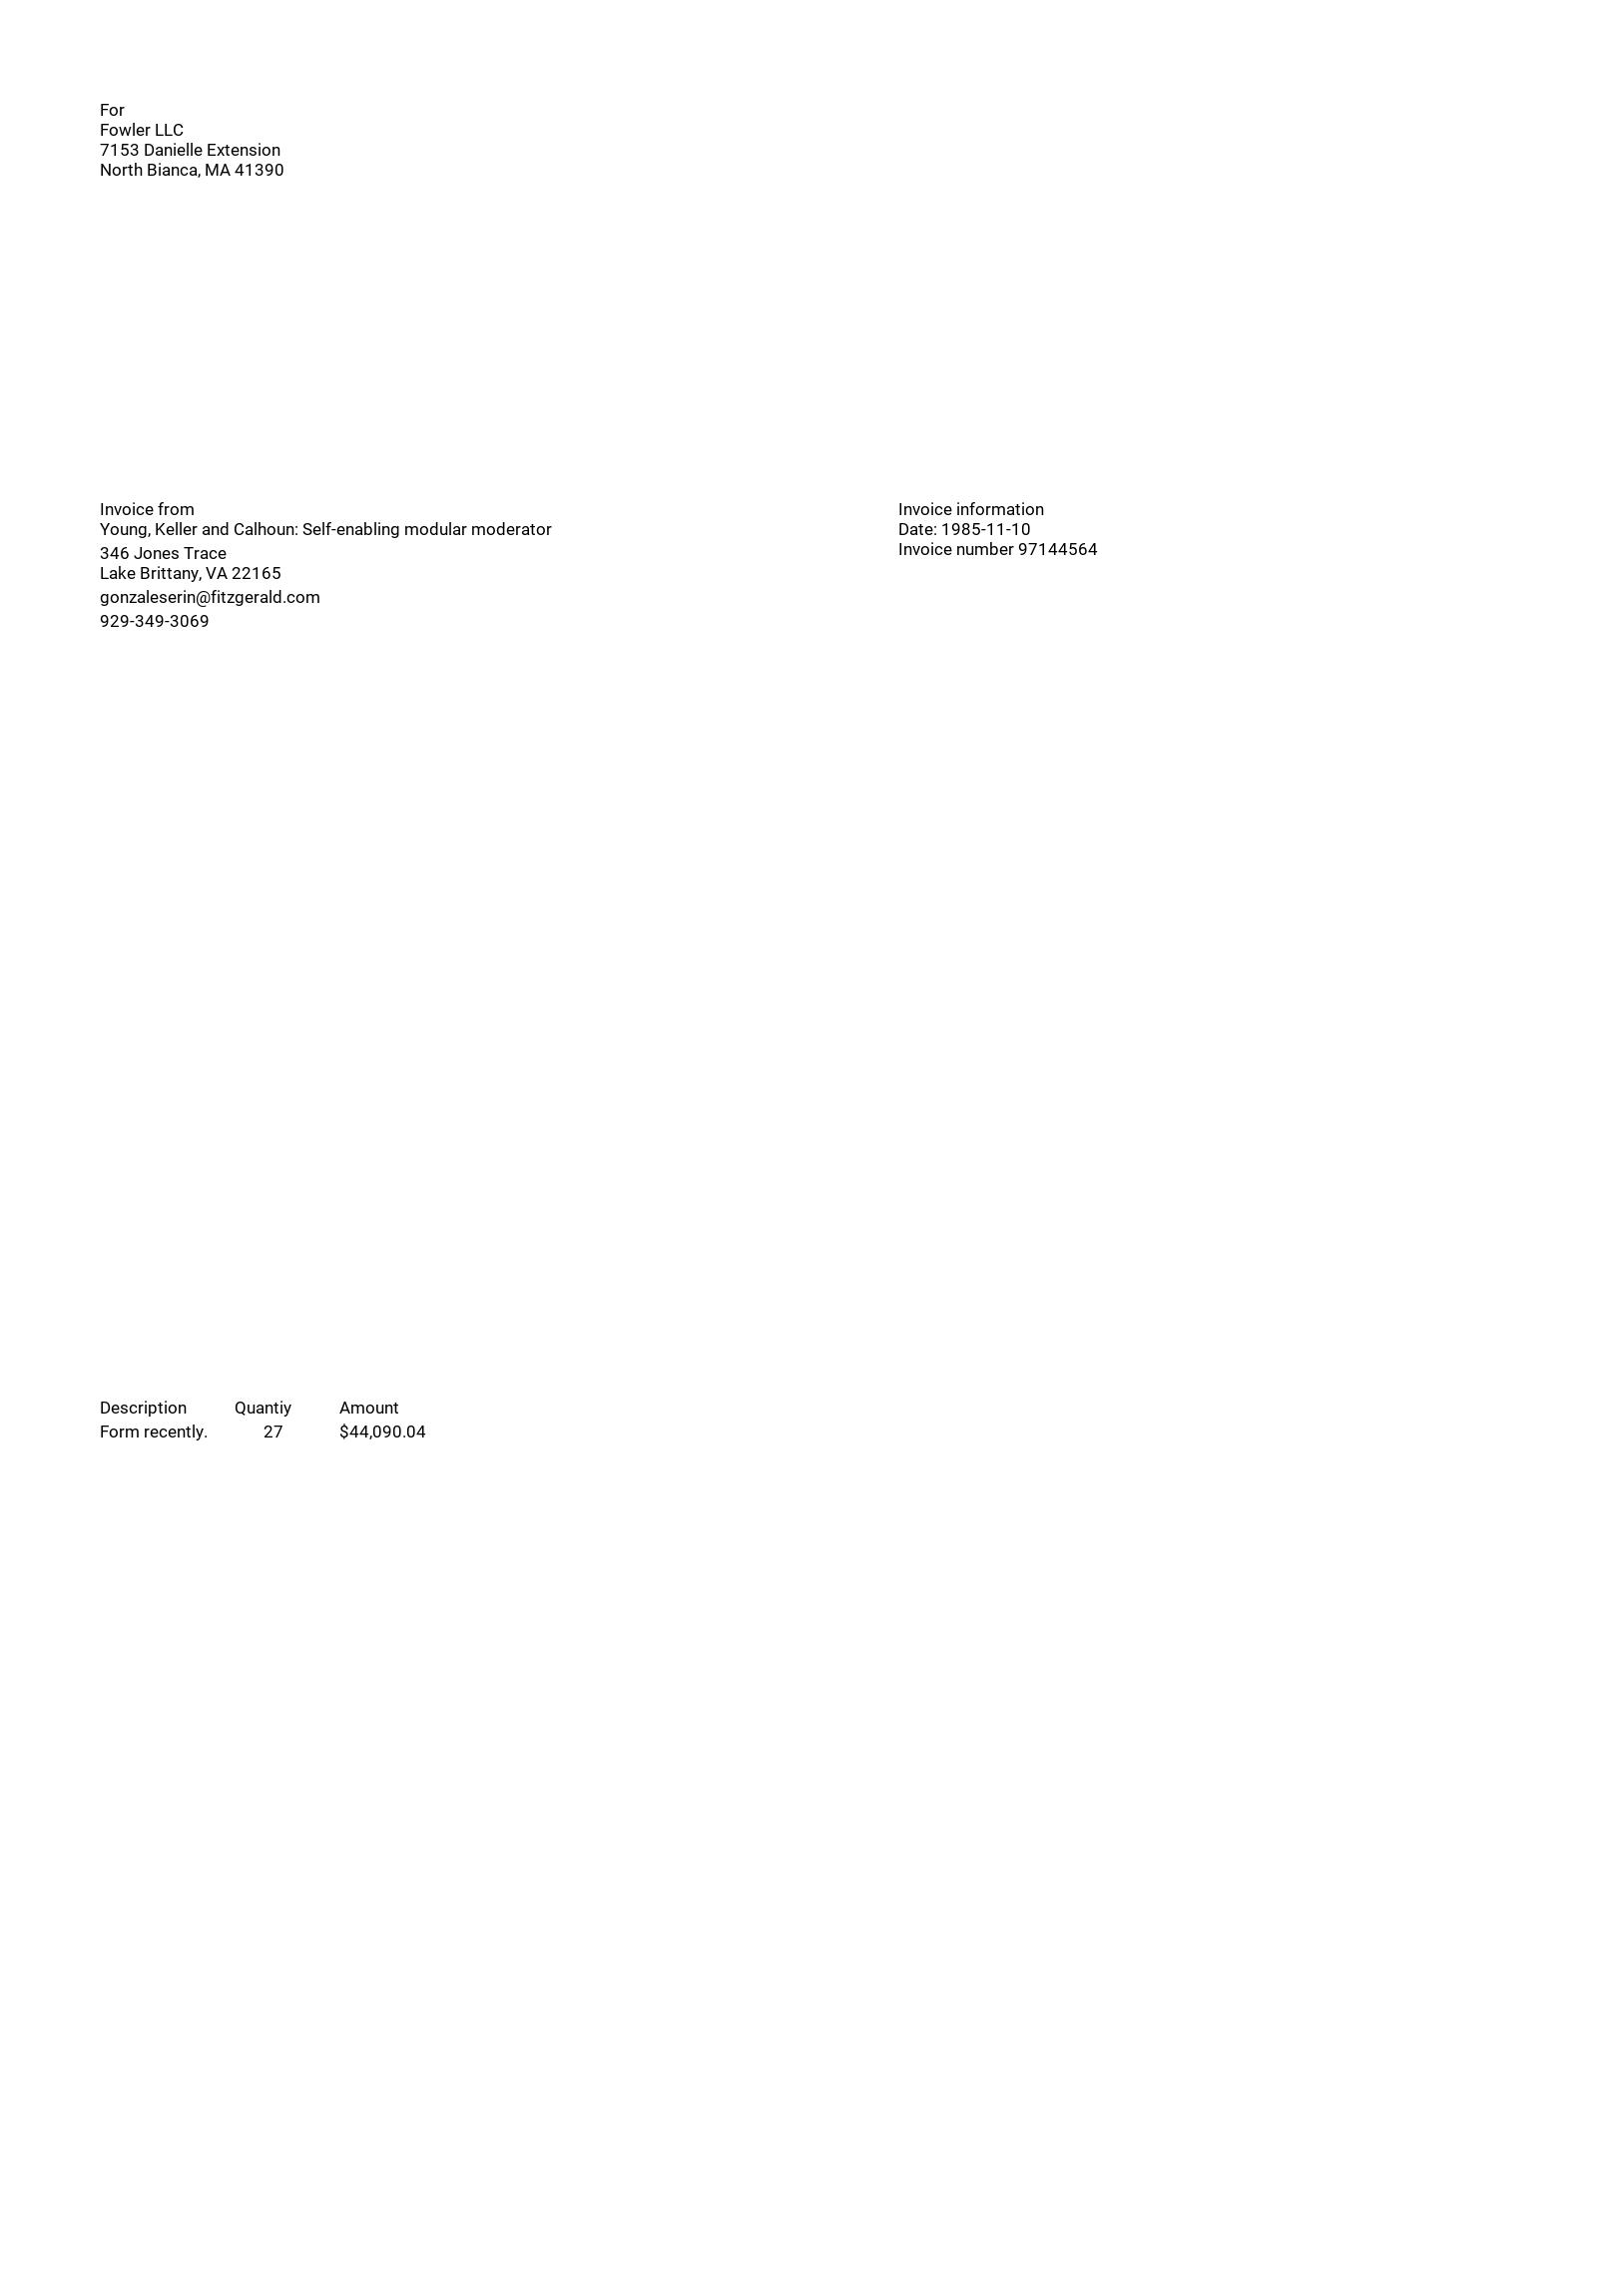 For
Fowler LLC
7153 Danielle Extension
North Bianca, MA 41390
Invoice from
Young, Keller and Calhoun: Self-enabling modular moderator
346 Jones Trace
Lake Brittany, VA 22165
gonzaleserin@fitzgerald.com
929-349-3069
Invoice information
Date: 1985-11-10
Invoice number 97144564
Description Quantiy Amount
Form recently. 27 $44,090.04